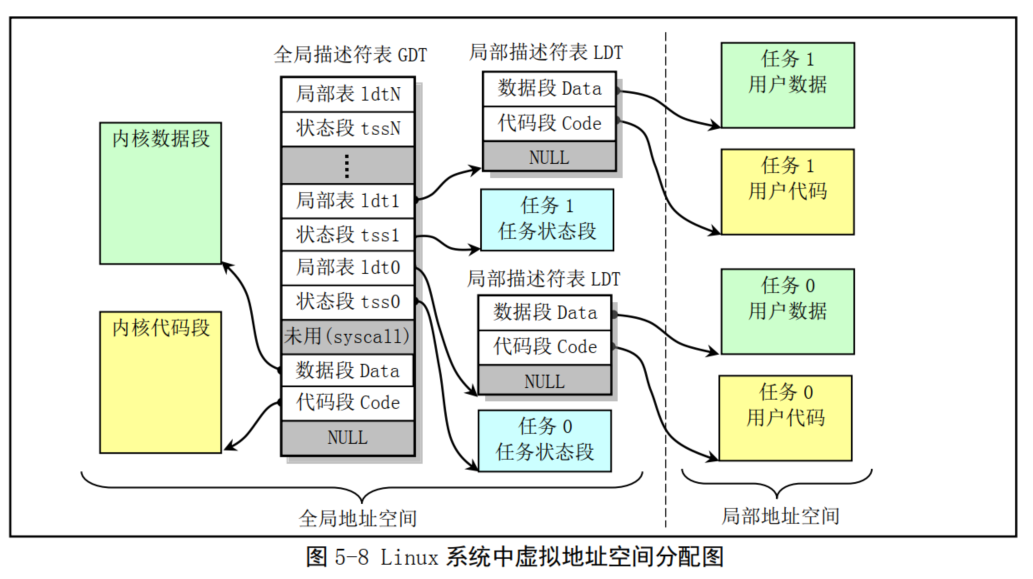 全局描述符表 GDT
局部表 ldtN
状态段 tssN
⋮
局部表 ldt1
状态段 tss1
局部表 ldt0
状态段 tss0
未用(syscall)
数据段 Data
代码段 Code
NULL
内核数据段
内核代码段
局部描述符表 LDT
数据段 Data
代码段 Code
NULL
任务 1
任务状态段
局部描述符表 LDT
数据段 Data
代码段 Code
NULL
任务 0
任务状态段
任务 1
用户数据
任务 1
用户代码
任务 0
用户数据
任务 0
用户代码
全局地址空间
局部地址空间
图 5-8 Linux 系统中虚拟地址空间分配图